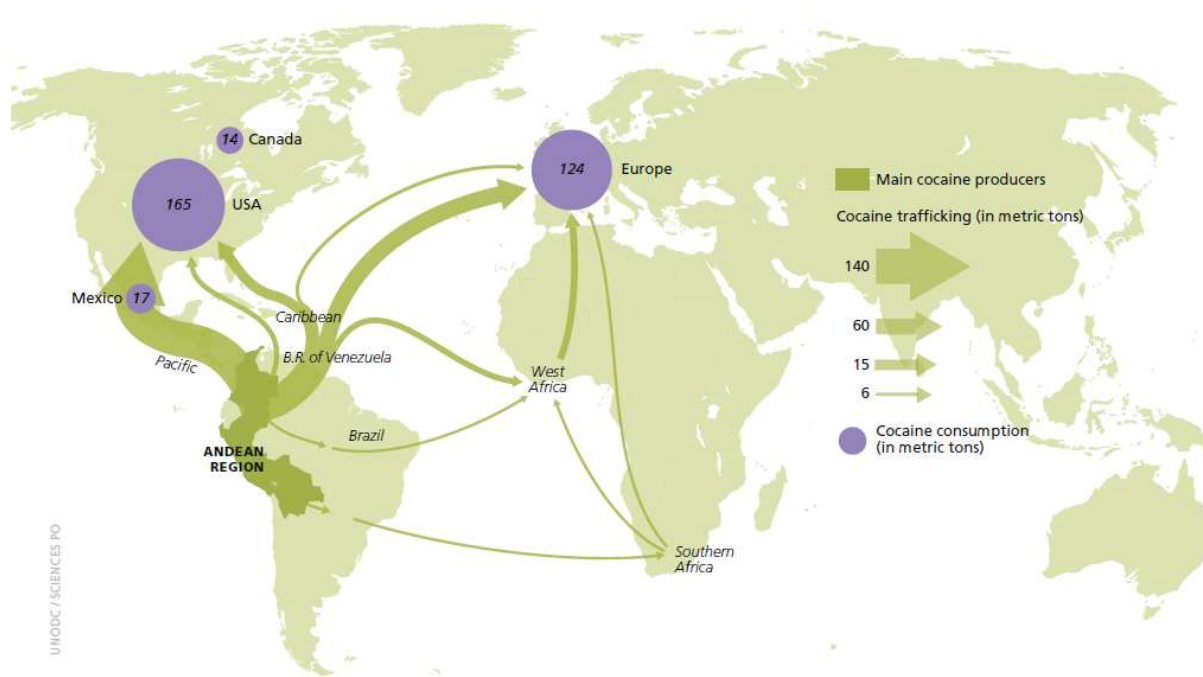 14 Canada
165 USA
124 Europe
Main cocaine producers
Cocaine trafficking (in metric tons)
140
60
15
6
Cocaine consumption
(in metric tons)
Mexico 17
Caribbean
Pacific
B.R. of Venezuela
West
Africa
Brazil
ANDEAN
REGION
Southern
Africa
UNODC / SCIENCES PO